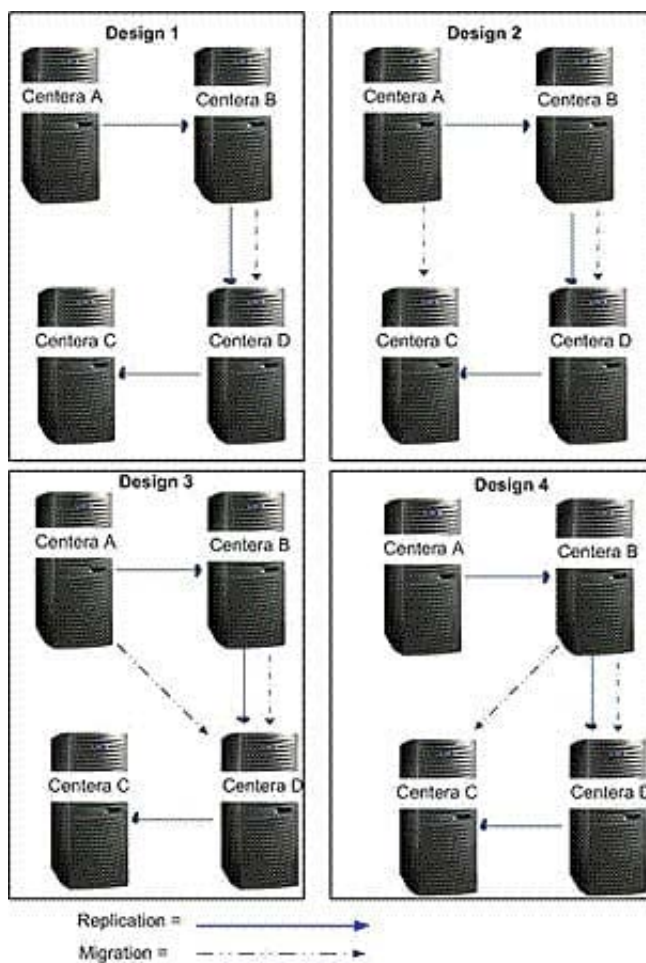 Design 1
Centera A
Centera B
Centera C
Centera D
Design 2
Centera A
Centera B
Centera C
Centera D
Design 3
Centera A
Centera B
Centera C
Centera D
Design 4
Centera A
Centera B
Centera C
Centera D
Replication =
Migration =